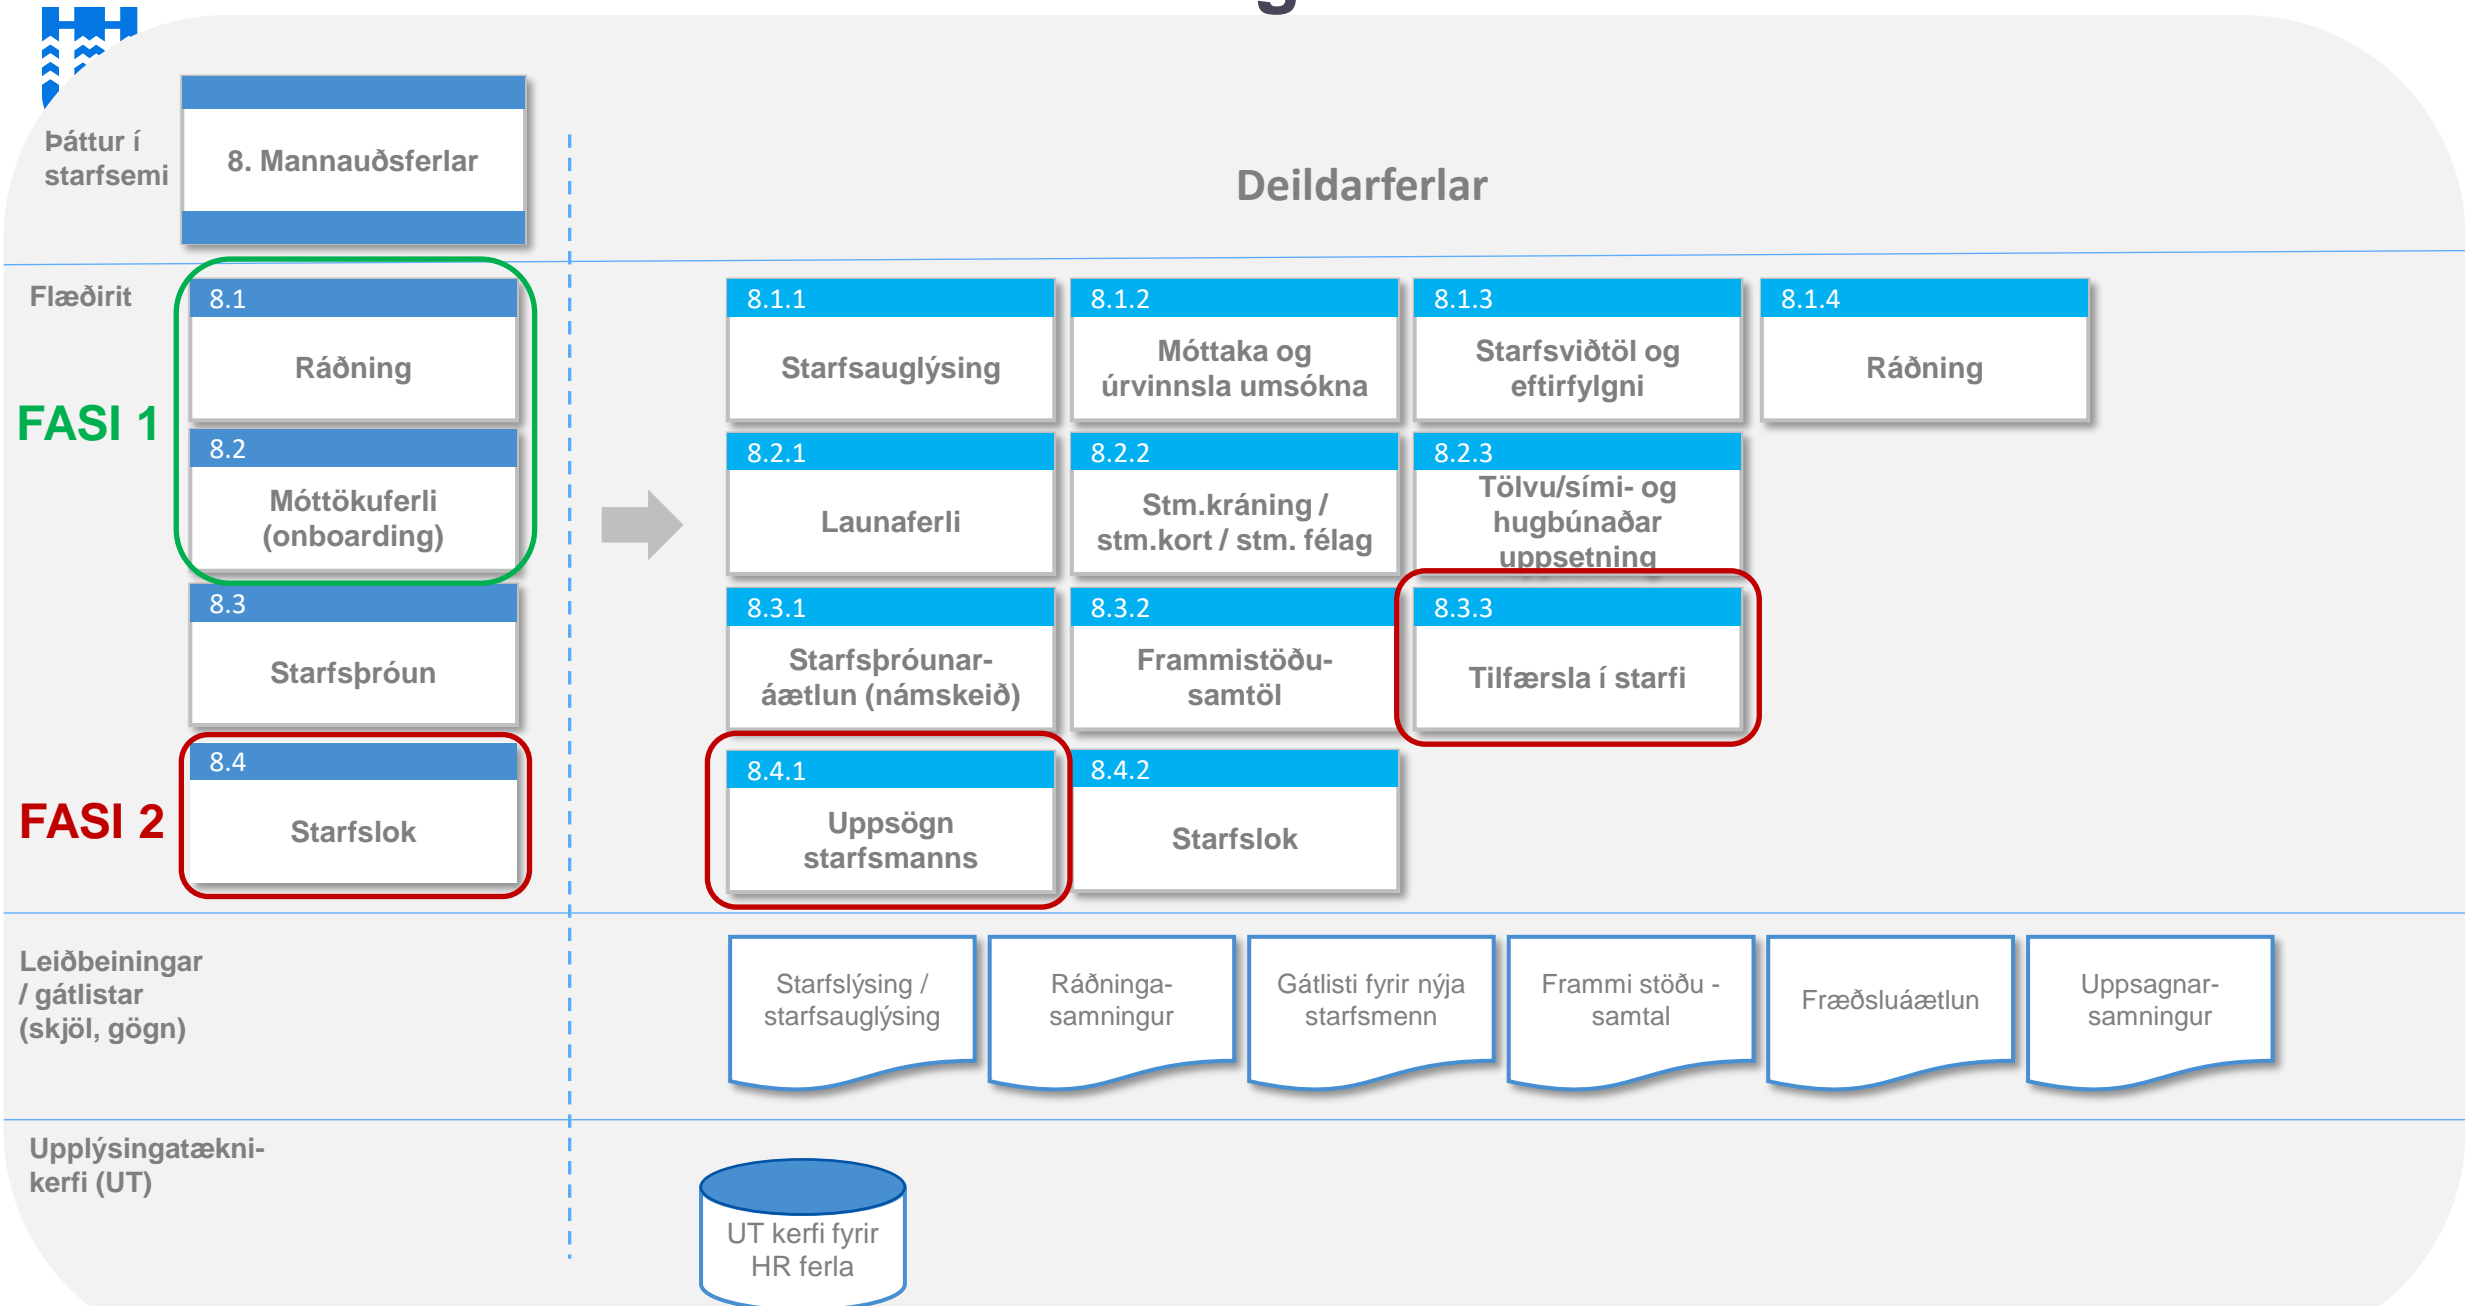 Þáttur í
starfsemi
8. Mannauðsferlar
Deildarferlar
Flæðirit
FASI 1
8.1
Ráðning
8.1.1
Starfsauglýsing
8.1.2
Móttaka og
úrvinnsla umsókna
8.1.3
Starfsviðtöl og
eftirfylgni
8.1.4
Ráðning
8.2
Móttökuferli
(onboarding)
8.2.1
Launaferli
8.2.2
Stm.kráning /
stm.kort / stm. félag
8.2.3
Tölvu/sími- og
hugbúnaðar
uppsetning
8.3
Starfsþróun
8.3.1
Starfsþróunar-
áætlun (námskeið)
8.3.2
Frammistöðu-
samtöl
8.3.3
Tilfærsla í starfi
FASI 2
8.4
Starfslok
8.4.1
Uppsögn
starfsmanns
8.4.2
Starfslok
Leiðbeiningar
/ gátlistar
(skjöl, gögn)
Starfslýsing /
starfsauglýsing
Ráðninga-
samningur
Gátlisti fyrir nýja
starfsmenn
Frammi stöðu -
samtal
Fræðsluáætlun
Uppsagnar-
samningur
Upplýsingatækni-
kerfi (UT)
UT kerfi fyrir
HR ferla